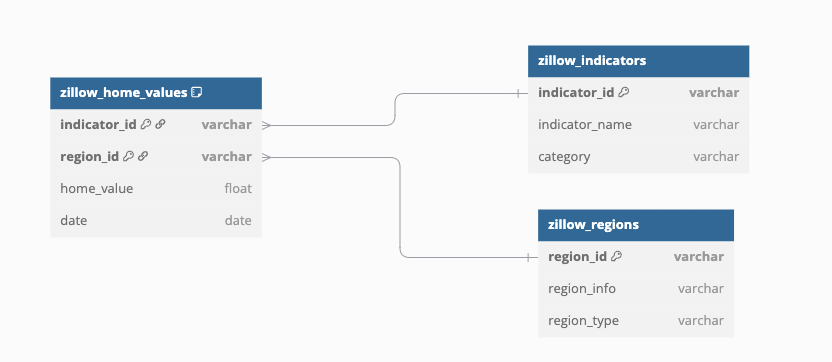 zillow_home_values
indicator_id varchar
region_id varchar
home_value float
date date
zillow_indicators
indicator_id varchar
indicator_name varchar
category varchar
zillow_regions
region_id varchar
region_info varchar
region_type varchar